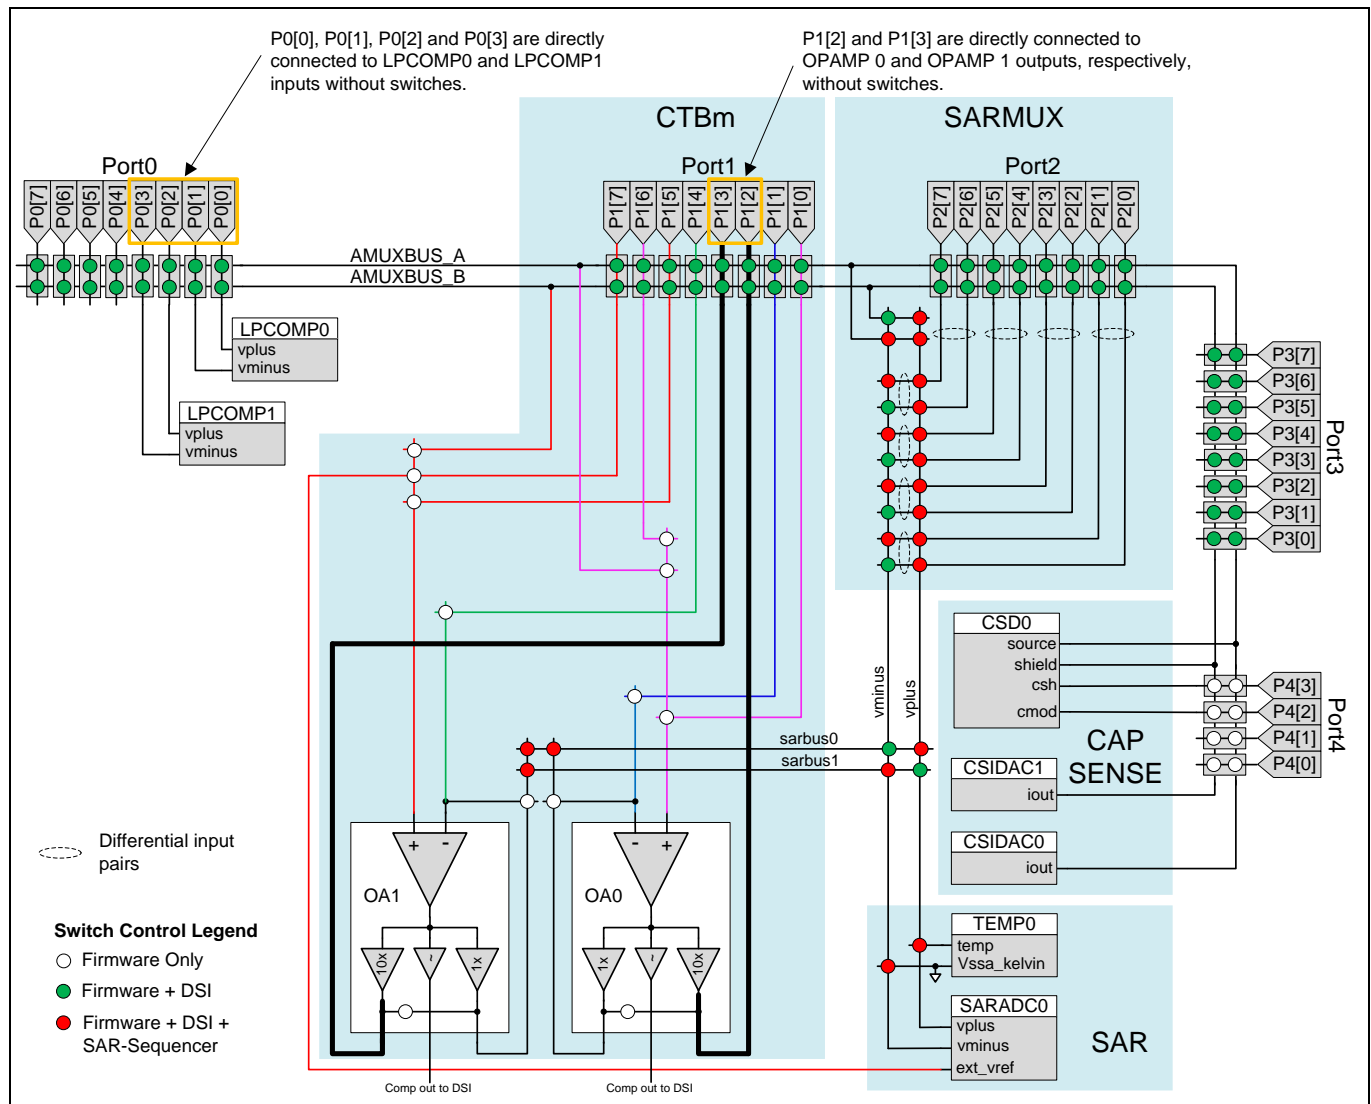 P0[0], P0[1], P0[2] and P0[3] are directly
connected to LPCOMP0 and LPCOMP1
inputs without switches.
P1[2] and P1[3] are directly connected to
OPAMP 0 and OPAMP 1 outputs, respectively,
without switches.
CTBm
SARMUX
Port0
Port1
Port2
P0[7]
P0[6]
P0[5]
P0[4]
P0[3]
P0[2]
P0[1]
P0[0]
P1[7]
P1[6]
P1[5]
P1[4]
P1[3]
P1[2]
P1[1]
P1[0]
P2[7]
P2[6]
P2[5]
P2[4]
P2[3]
P2[2]
P2[1]
P2[0]
AMUXBUS_A
AMUXBUS_B
LPCOMP0
vplus
vminus
LPCOMP1
vplus
vminus
P3[7]
P3[6]
P3[5]
P3[4]
P3[3]
P3[2]
P3[1]
P3[0]
Port3
CSD0
source
shield
csh
cmod
P4[3]
P4[2]
P4[1]
P4[0]
Port4
vminus
vplus
sarbus0
sarbus1
CAP
SENSE
CSIDAC1
iout
CSIDAC0
iout
+
-
OA1
10x
~
1x
-
+
OA0
1x
~
10x
Differential input
pairs
Switch Control Legend
Firmware Only
Firmware + DSI
Firmware + DSI +
SAR-Sequencer
TEMP0
temp
Vssa_kelvin
SARADC0
vplus
vminus
ext_vref
SAR
Comp out to DSI
Comp out to DSI